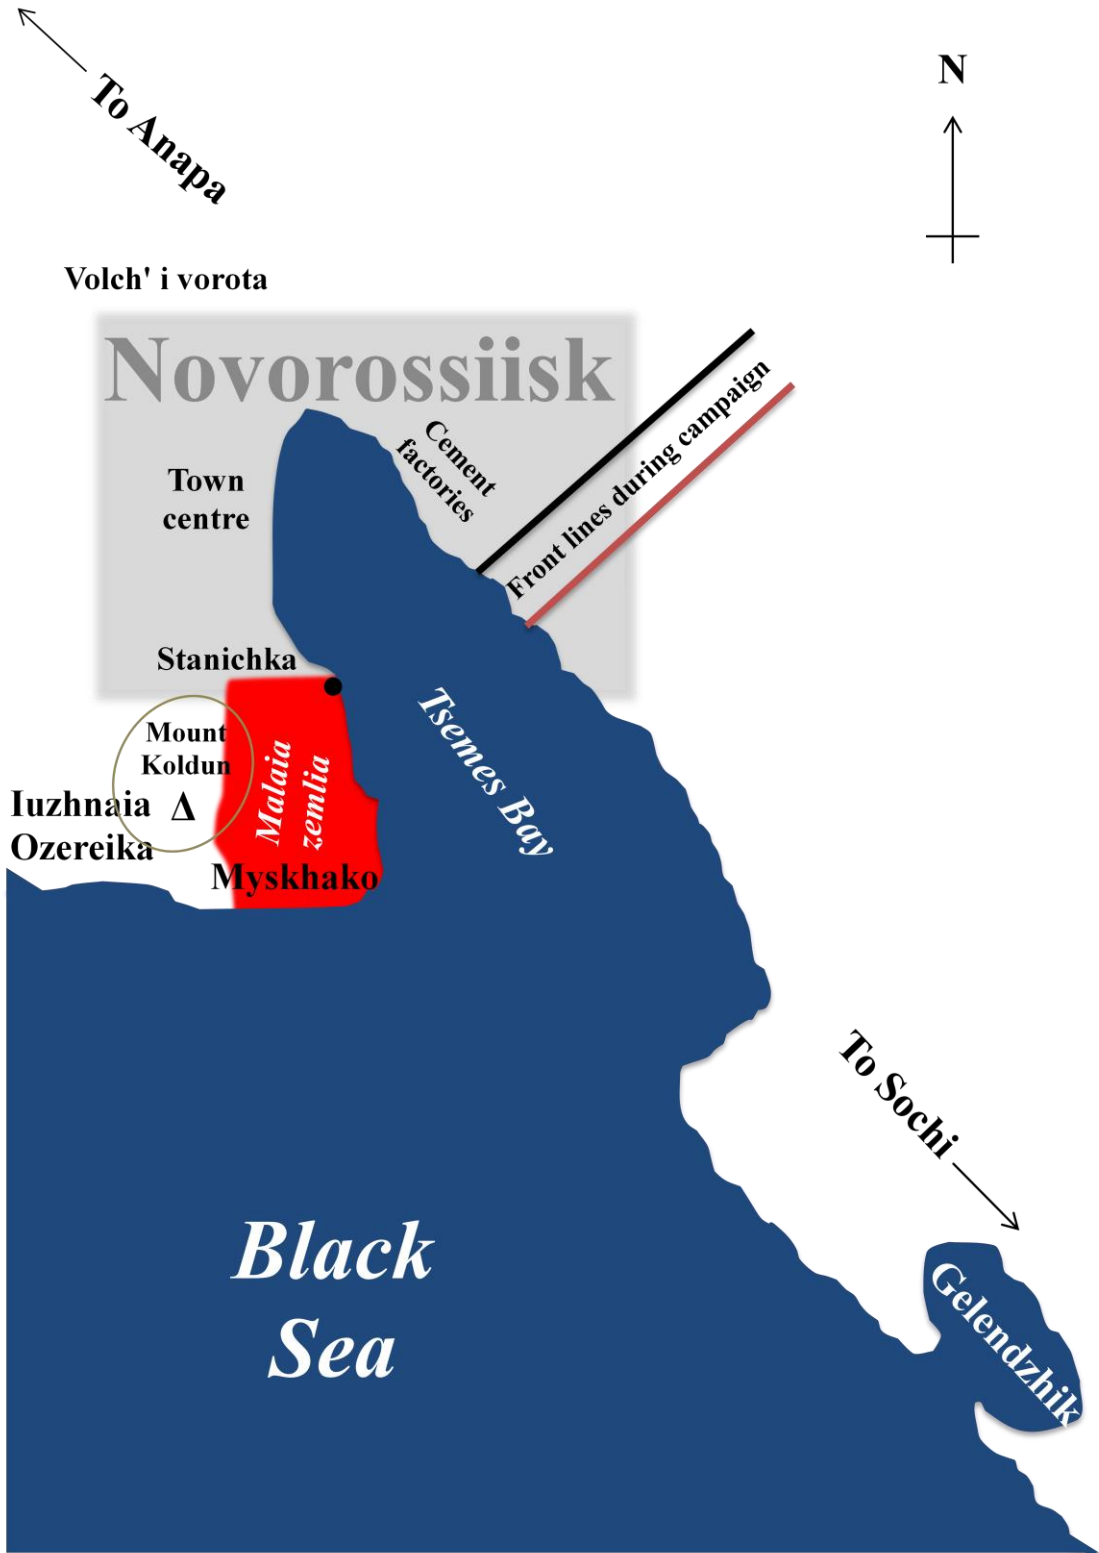 To Anapa
N
Volch' i vorota
Novorossiisk
Cement
factories
Front lines during campaign
Town
centre
Stanichka
Mount
Koldun
Δ
Iuzhnaia
Ozereika
Malaia
zemlia
Myskhako
Tsemes Bay
To Sochi
Black
Sea
Gelendzhik